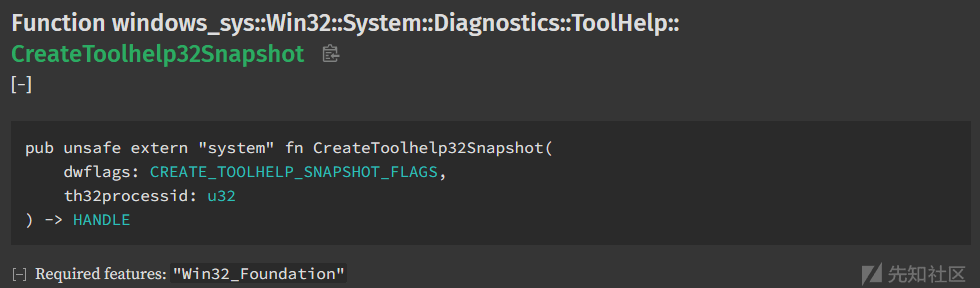 Function windows_sys::Win32::System::Diagnostics::ToolHelp::
CreateToolhelp32Snapshot
[-]
pub unsafe extern "system" fn CreateToolhelp32Snapshot(
    dwflags: CREATE_TOOLHELP_SNAPSHOT_FLAGS,
    th32processid: u32
) -> HANDLE
[-] Required features: "Win32_Foundation"
先知社区